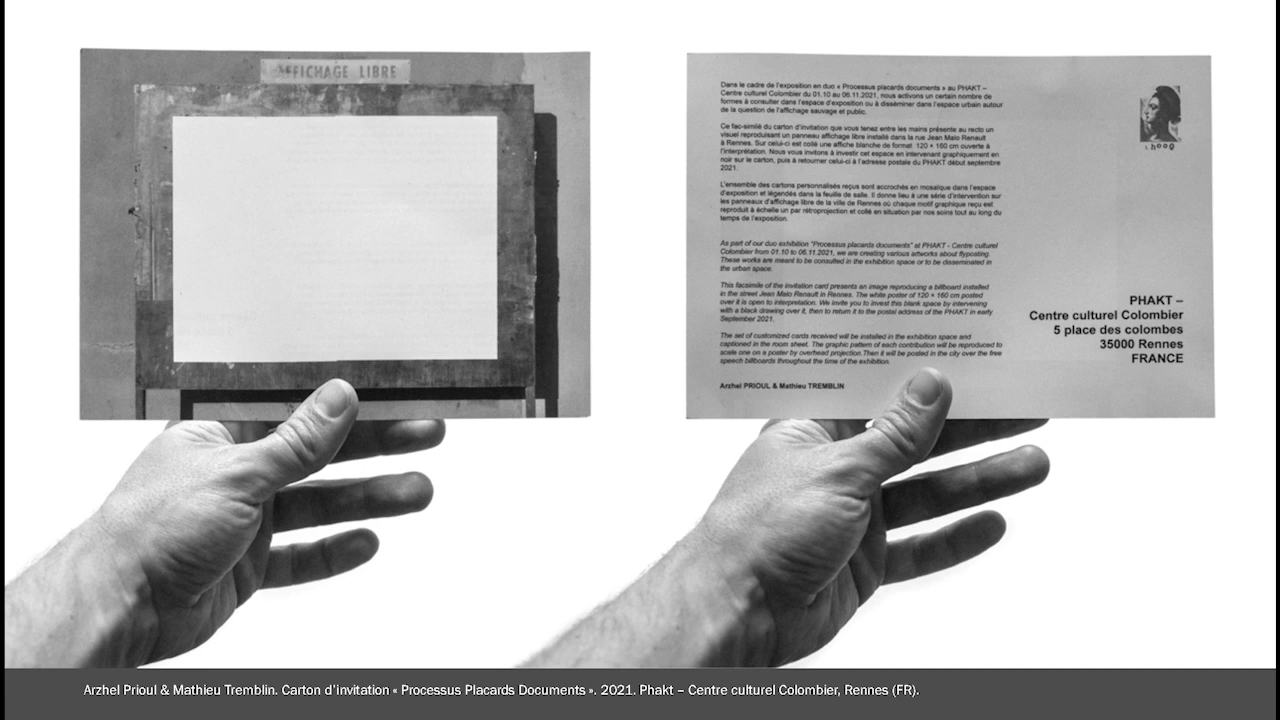 AFFICHAGE LIBRE
Dans le cadre de l'exposition en duo « Processus placards documents » au PHAKT –
Centre culturel Colombier du 01.10 au 06.11.2021, nous activons un certain nombre de
formes à consulter dans l'espace d'exposition ou à disséminer dans l'espace urbain autour
de la question de l'affichage sauvage et public.
Ce fac-similé du carton d'invitation que vous tenez entre les mains présente au recto un
visuel reproduisant un panneau affichage libre installé dans la rue Jean Malo Renault
à Rennes. Sur celui-ci est collé une affiche blanche de format 120 × 160 cm ouverte à
l'interprétation. Nous vous invitons à investir cet espace en intervenant graphiquement en
noir sur le carton, puis à retourner celui-ci à l'adresse postale du PHAKT début septembre
2021.
L'ensemble des cartons personnalisés reçus sont accrochés en mosaïque dans l'espace
d'exposition et légendés dans la feuille de salle. Il donne lieu à une série d'intervention sur
les panneaux d'affichage libre de la ville de Rennes où chaque motif graphique reçu est
reproduit à échelle un par rétroprojection et collé en situation par nos soins tout au long du
temps de l'exposition.
As part of our duo exhibition "Processus placards documents" at PHAKT - Centre culturel
Colombier from 01.10 to 06.11.2021, we are creating various artworks about flyposting.
These works are meant to be consulted in the exhibition space or to be disseminated in
the urban space.
This facsimile of the invitation card presents an image reproducing a billboard installed
in the street Jean Malo Renault in Rennes. The white poster of 120 × 160 cm posted
over it is open to interpretation. We invite you to invest this blank space by intervening
with a black drawing over it, then to return it to the postal address of the PHAKT in early
September 2021.
The set of customized cards received will be installed in the exhibition space and
captioned in the room sheet. The graphic pattern of each contribution will be reproduced to
scale one on a poster by overhead projection.Then it will be posted in the city over the free
speech billboards throughout the time of the exhibition.
Arzhel PRIOUL & Mathieu TREMBLIN
PHAKT –
Centre culturel Colombier
5 place des colombes
35000 Rennes
FRANCE
Arzhel Prioul & Mathieu Tremblin. Carton d'invitation « Processus Placards Documents ». 2021. Phakt – Centre culturel Colombier, Rennes (FR).